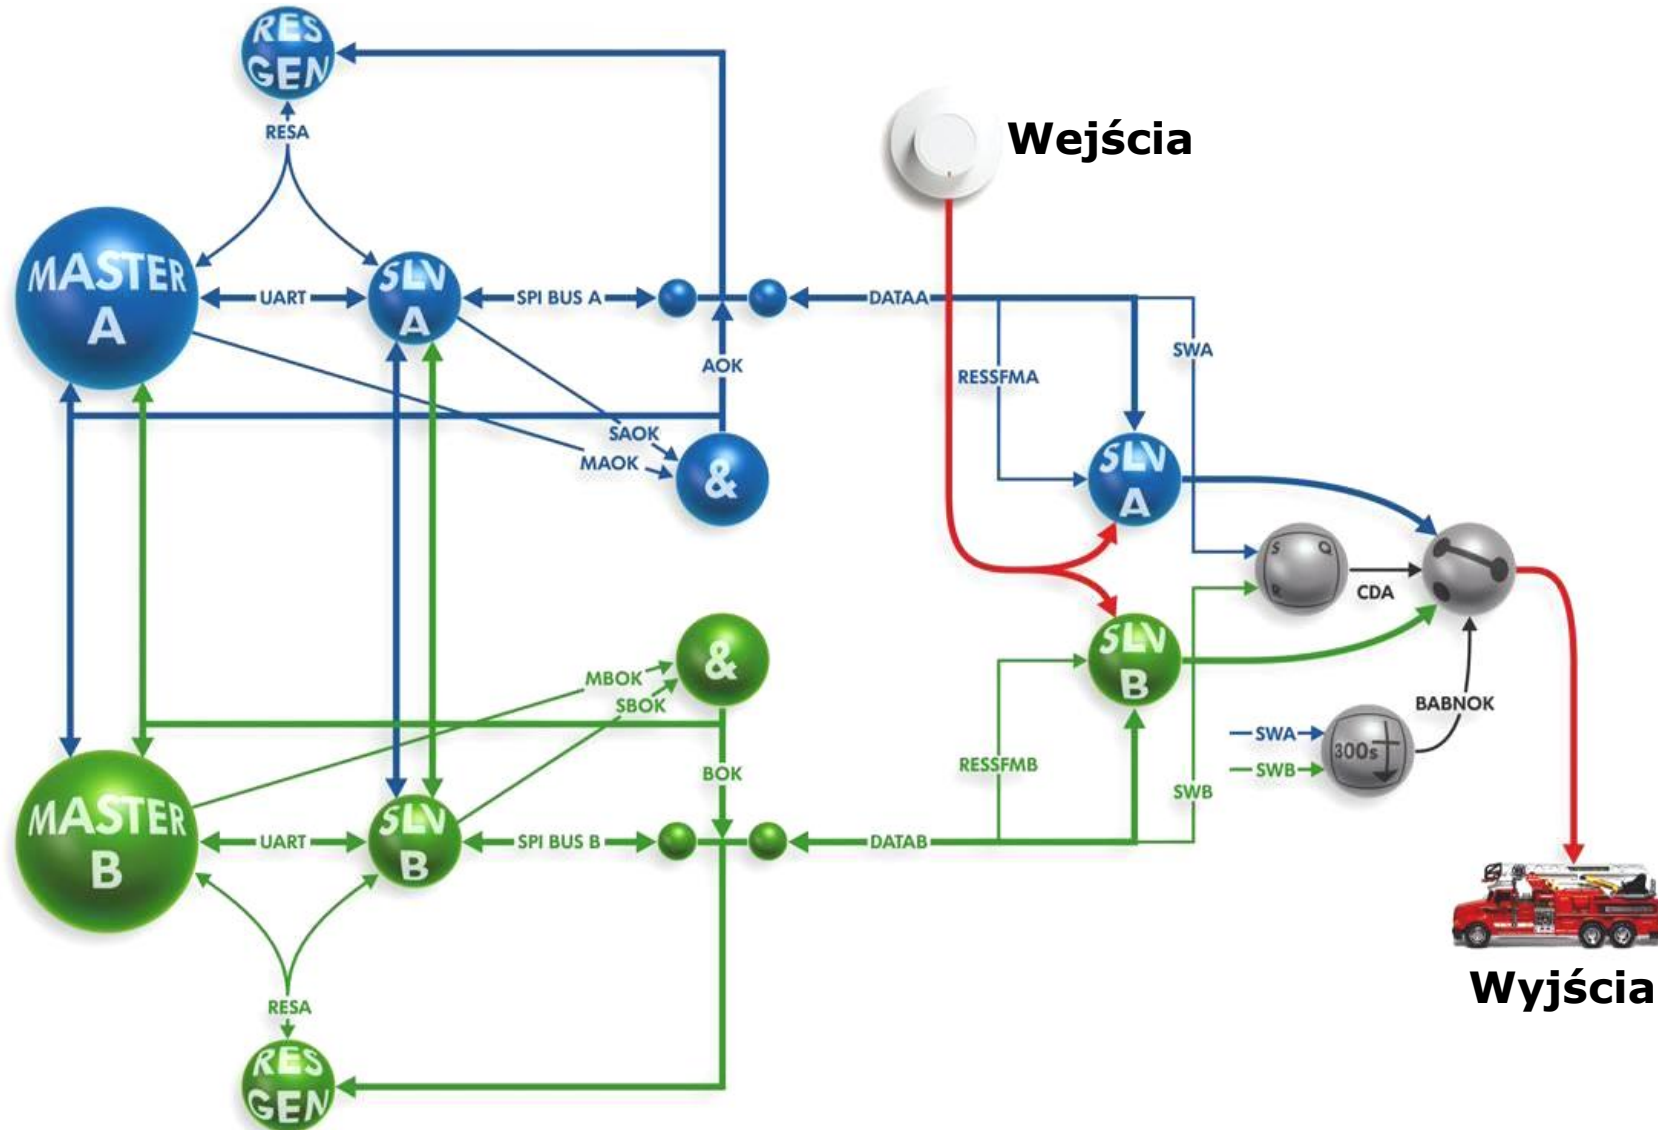 RES
GEN
RESA
Wejścia
MASTER
A
UART
SLV
A
SPI BUS A
DATAA
SWA
AOK
RESSFMA
SAOK
MAOK
&
SLV
A
S Q
R
CDA
&
MBOK
SBOK
SLV
B
BABNOK
SWA
300s
SWB
RESSFMB
BOK
SWB
MASTER
B
UART
SLV
B
SPI BUS B
DATAB
RESA
RES
GEN
Wyjścia